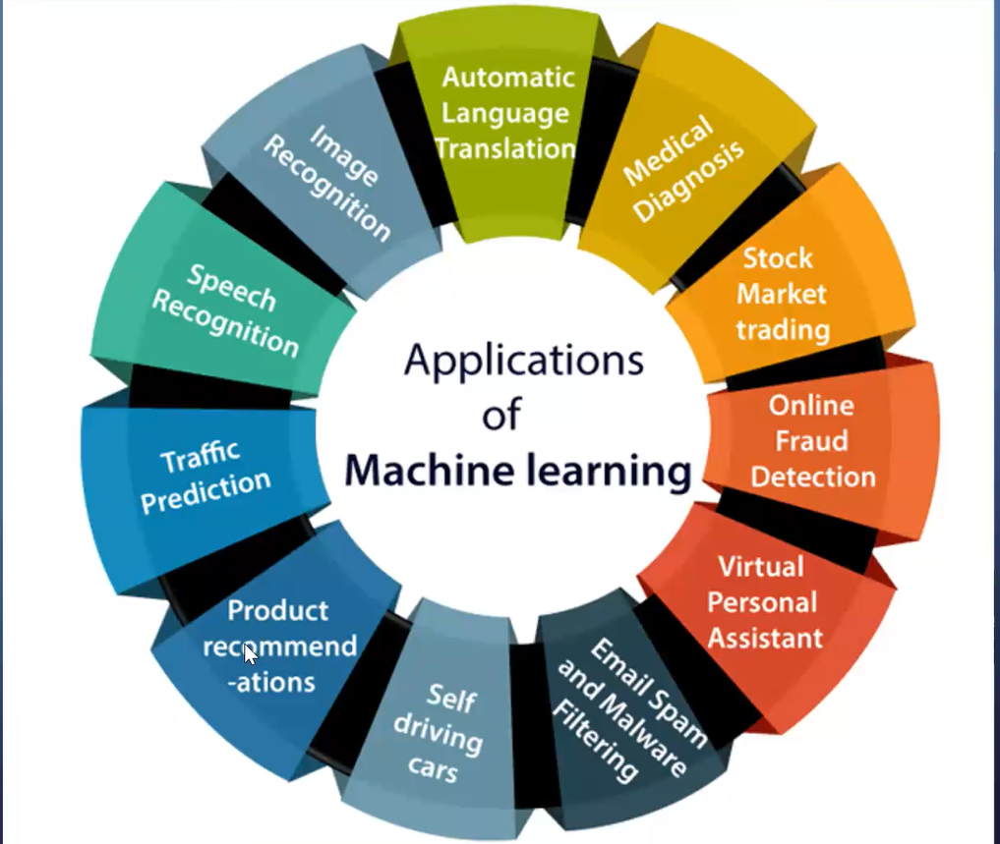 Automatic
Language
Translation
Medical
Diagnosis
Stock
Market
trading
Online
Fraud
Detection
Virtual
Personal
Assistant
Email Spam
and Malware
Filtering
Self
driving
cars
Product
recommend
-ations
Traffic
Prediction
Speech
Recognition
Image
Recognition
Applications
of
Machine learning